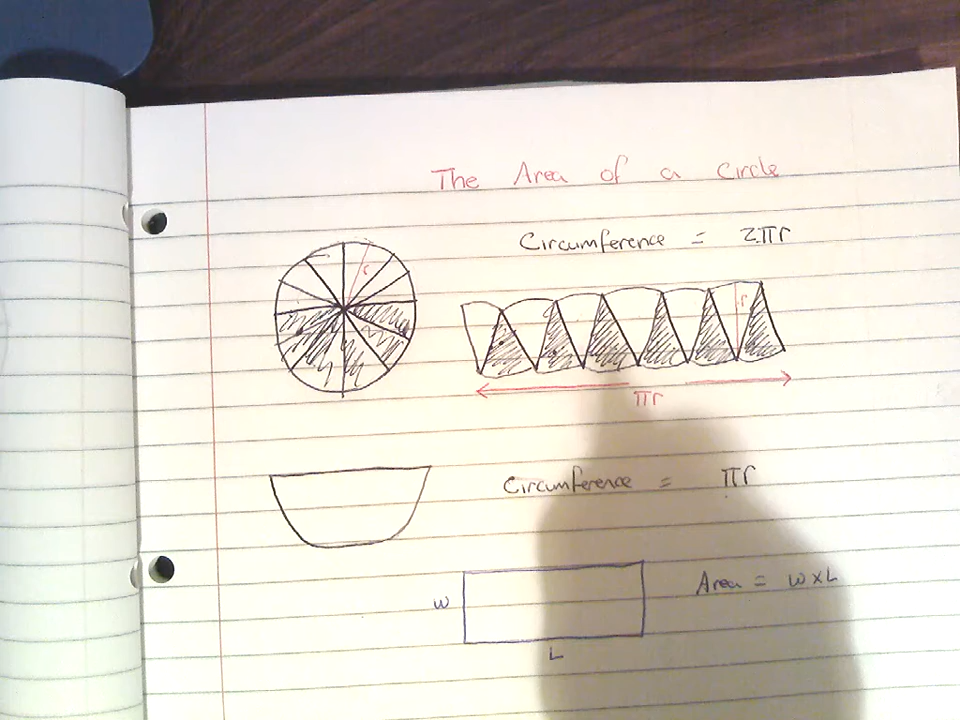 The Area of a Circle
Circumference = 2πr
r
r
πr
Circumference = πr
w
Area = w×L
L